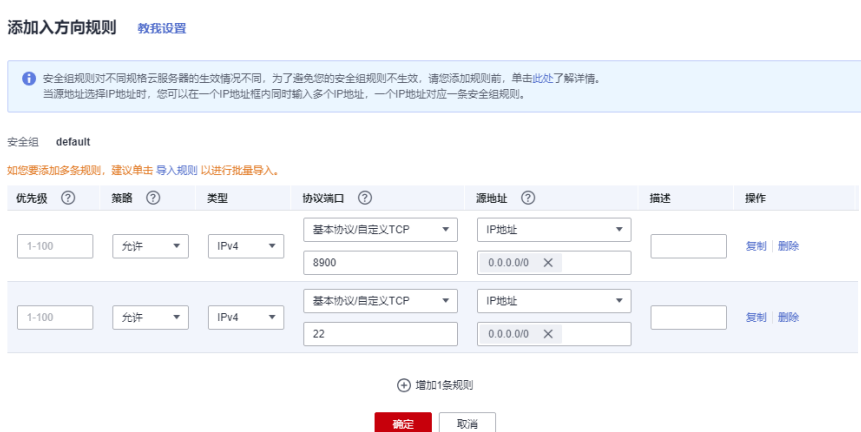 添加入方向规则 教我设置
安全组规则对不同规格云服务器的生效情况不同，为了避免您的安全组规则不生效，请您添加规则前，单击此处了解详情。
当源地址选择IP地址时，您可以在一个IP地址框内同时输入多个IP地址，一个IP地址对应一条安全组规则。
安全组 default
如您要添加多条规则，建议单击 导入规则 以进行批量导入。
优先级 策略 类型 协议端口 源地址 描述 操作
基本协议/自定义TCP IP地址
1-100 允许 IPv4 复制 删除
8900 0.0.0.0/0
基本协议/自定义TCP IP地址
1-100 允许 IPv4 复制 删除
22 0.0.0.0/0
增加1条规则
确定 取消